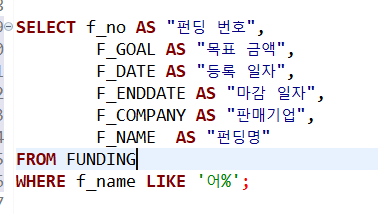 SELECT f_no AS "펀딩 번호",
F_GOAL AS "목표 금액",
F_DATE AS "등록 일자",
F_ENDDATE AS "마감 일자",
F_COMPANY AS "판매기업",
F_NAME  AS "펀딩명"
FROM FUNDING
WHERE f_name LIKE '어%';